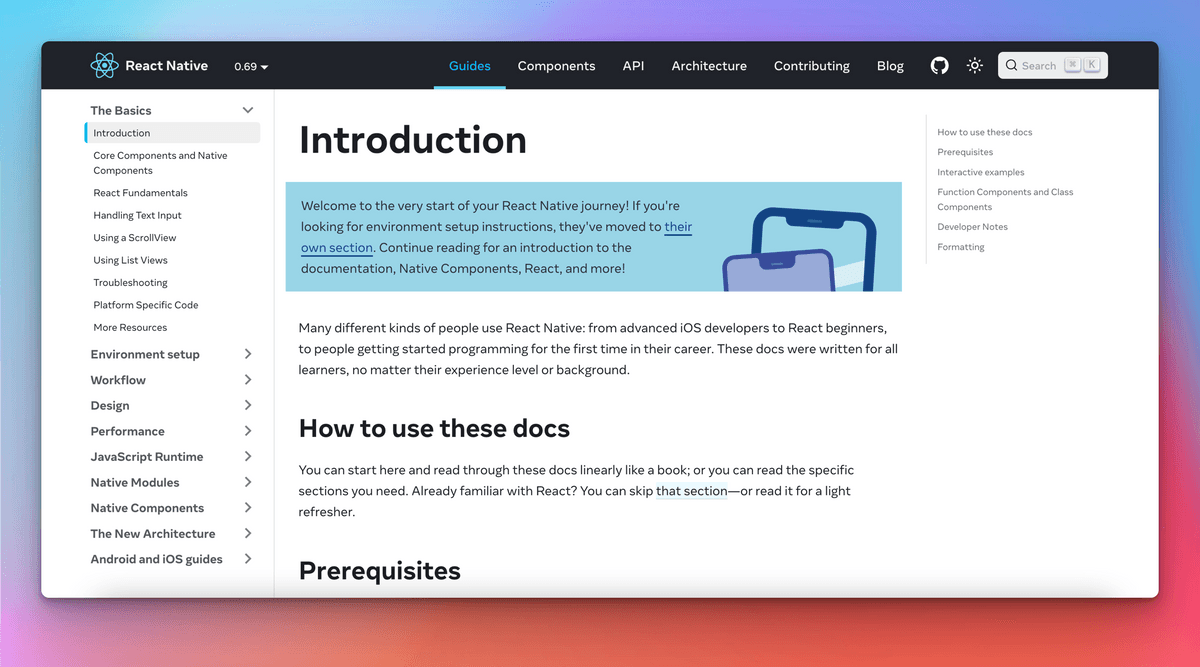 React Native
0.69
Guides
Components
API
Architecture
Contributing
Blog
Search ⌘ K
The Basics
Introduction
Core Components and Native
Components
React Fundamentals
Handling Text Input
Using a ScrollView
Using List Views
Troubleshooting
Platform Specific Code
More Resources
Environment setup
Workflow
Design
Performance
JavaScript Runtime
Native Modules
Native Components
The New Architecture
Android and iOS guides
Introduction
Welcome to the very start of your React Native journey! If you're
looking for environment setup instructions, they've moved to their
own section. Continue reading for an introduction to the
documentation, Native Components, React, and more!
Many different kinds of people use React Native: from advanced iOS developers to React beginners,
to people getting started programming for the first time in their career. These docs were written for all
learners, no matter their experience level or background.
How to use these docs
You can start here and read through these docs linearly like a book; or you can read the specific
sections you need. Already familiar with React? You can skip that section—or read it for a light
refresher.
Prerequisites
How to use these docs
Prerequisites
Interactive examples
Function Components and Class
Components
Developer Notes
Formatting